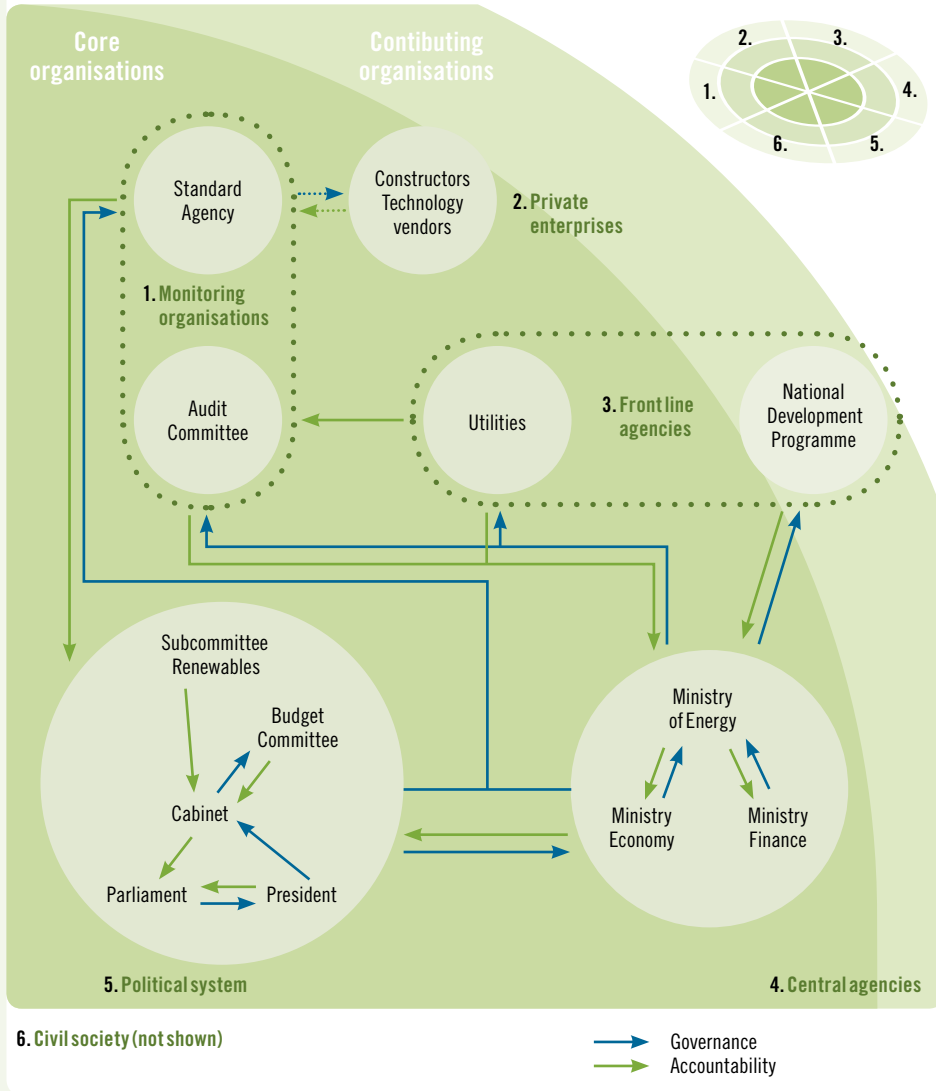 Core
organisations
Contibuting
organisations
2.
3.
1.
4.
6.
5.
Standard
Agency
Constructors
Technology
vendors
2. Private
enterprises
1. Monitoring
organisations
Audit
Committee
Utilities
3. Front line
agencies
National
Development
Programme
Subcommittee
Renewables
Budget
Committee
Cabinet
Parliament
President
Ministry
of Energy
Ministry
Economy
Ministry
Finance
5. Political system
4. Central agencies
6. Civil society (not shown)
Governance
Accountability